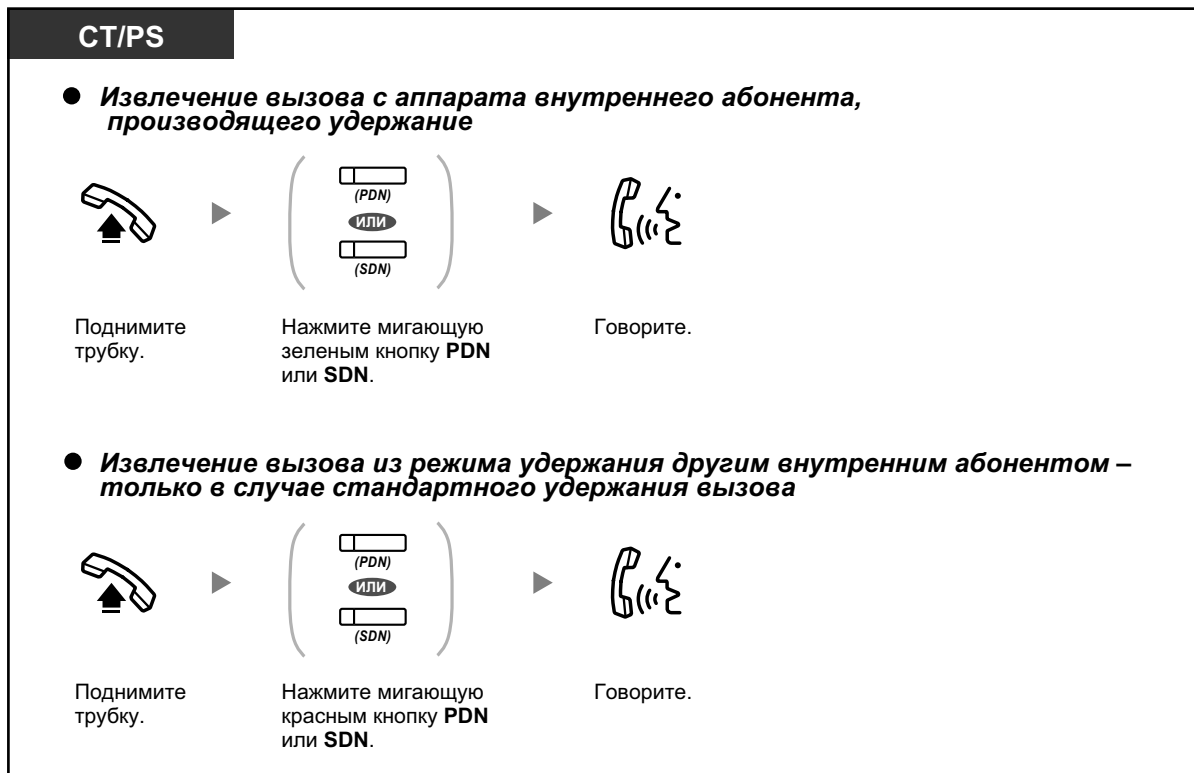 CT/PS
Извлечение вызова с аппарата внутреннего абонента,
производящего удержание
(PDN)
ИЛИ
(SDN)
Поднимите
трубку.
Нажмите мигающую
зеленым кнопку PDN
или SDN.
Говорите.
Извлечение вызова из режима удержания другим внутренним абонентом –
только в случае стандартного удержания вызова
(PDN)
ИЛИ
(SDN)
Поднимите
трубку.
Нажмите мигающую
красным кнопку PDN
или SDN.
Говорите.